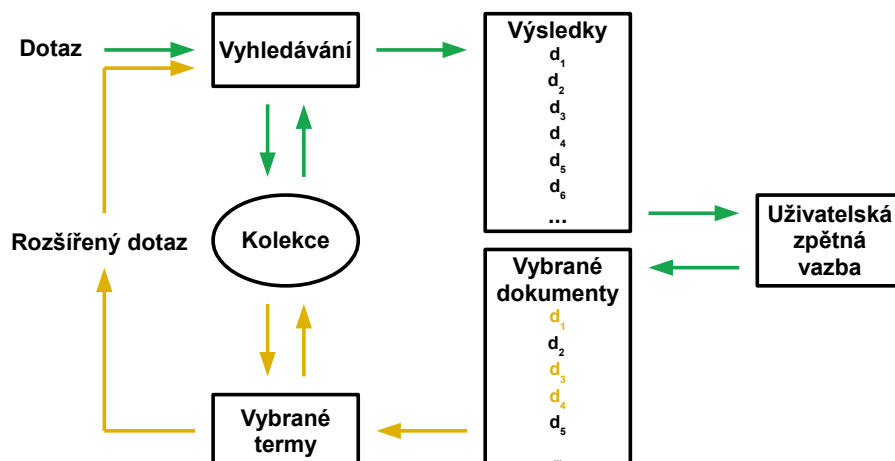 Dotaz
Vyhledávání
Výsledky
d1
d2
d3
d4
d5
d6
...
Kolekce
Rozšířený dotaz
Uživatelská
zpětná
vazba
Vybrané
dokumenty
d1
d2
d3
d4
d5
...
Vybrané
termy